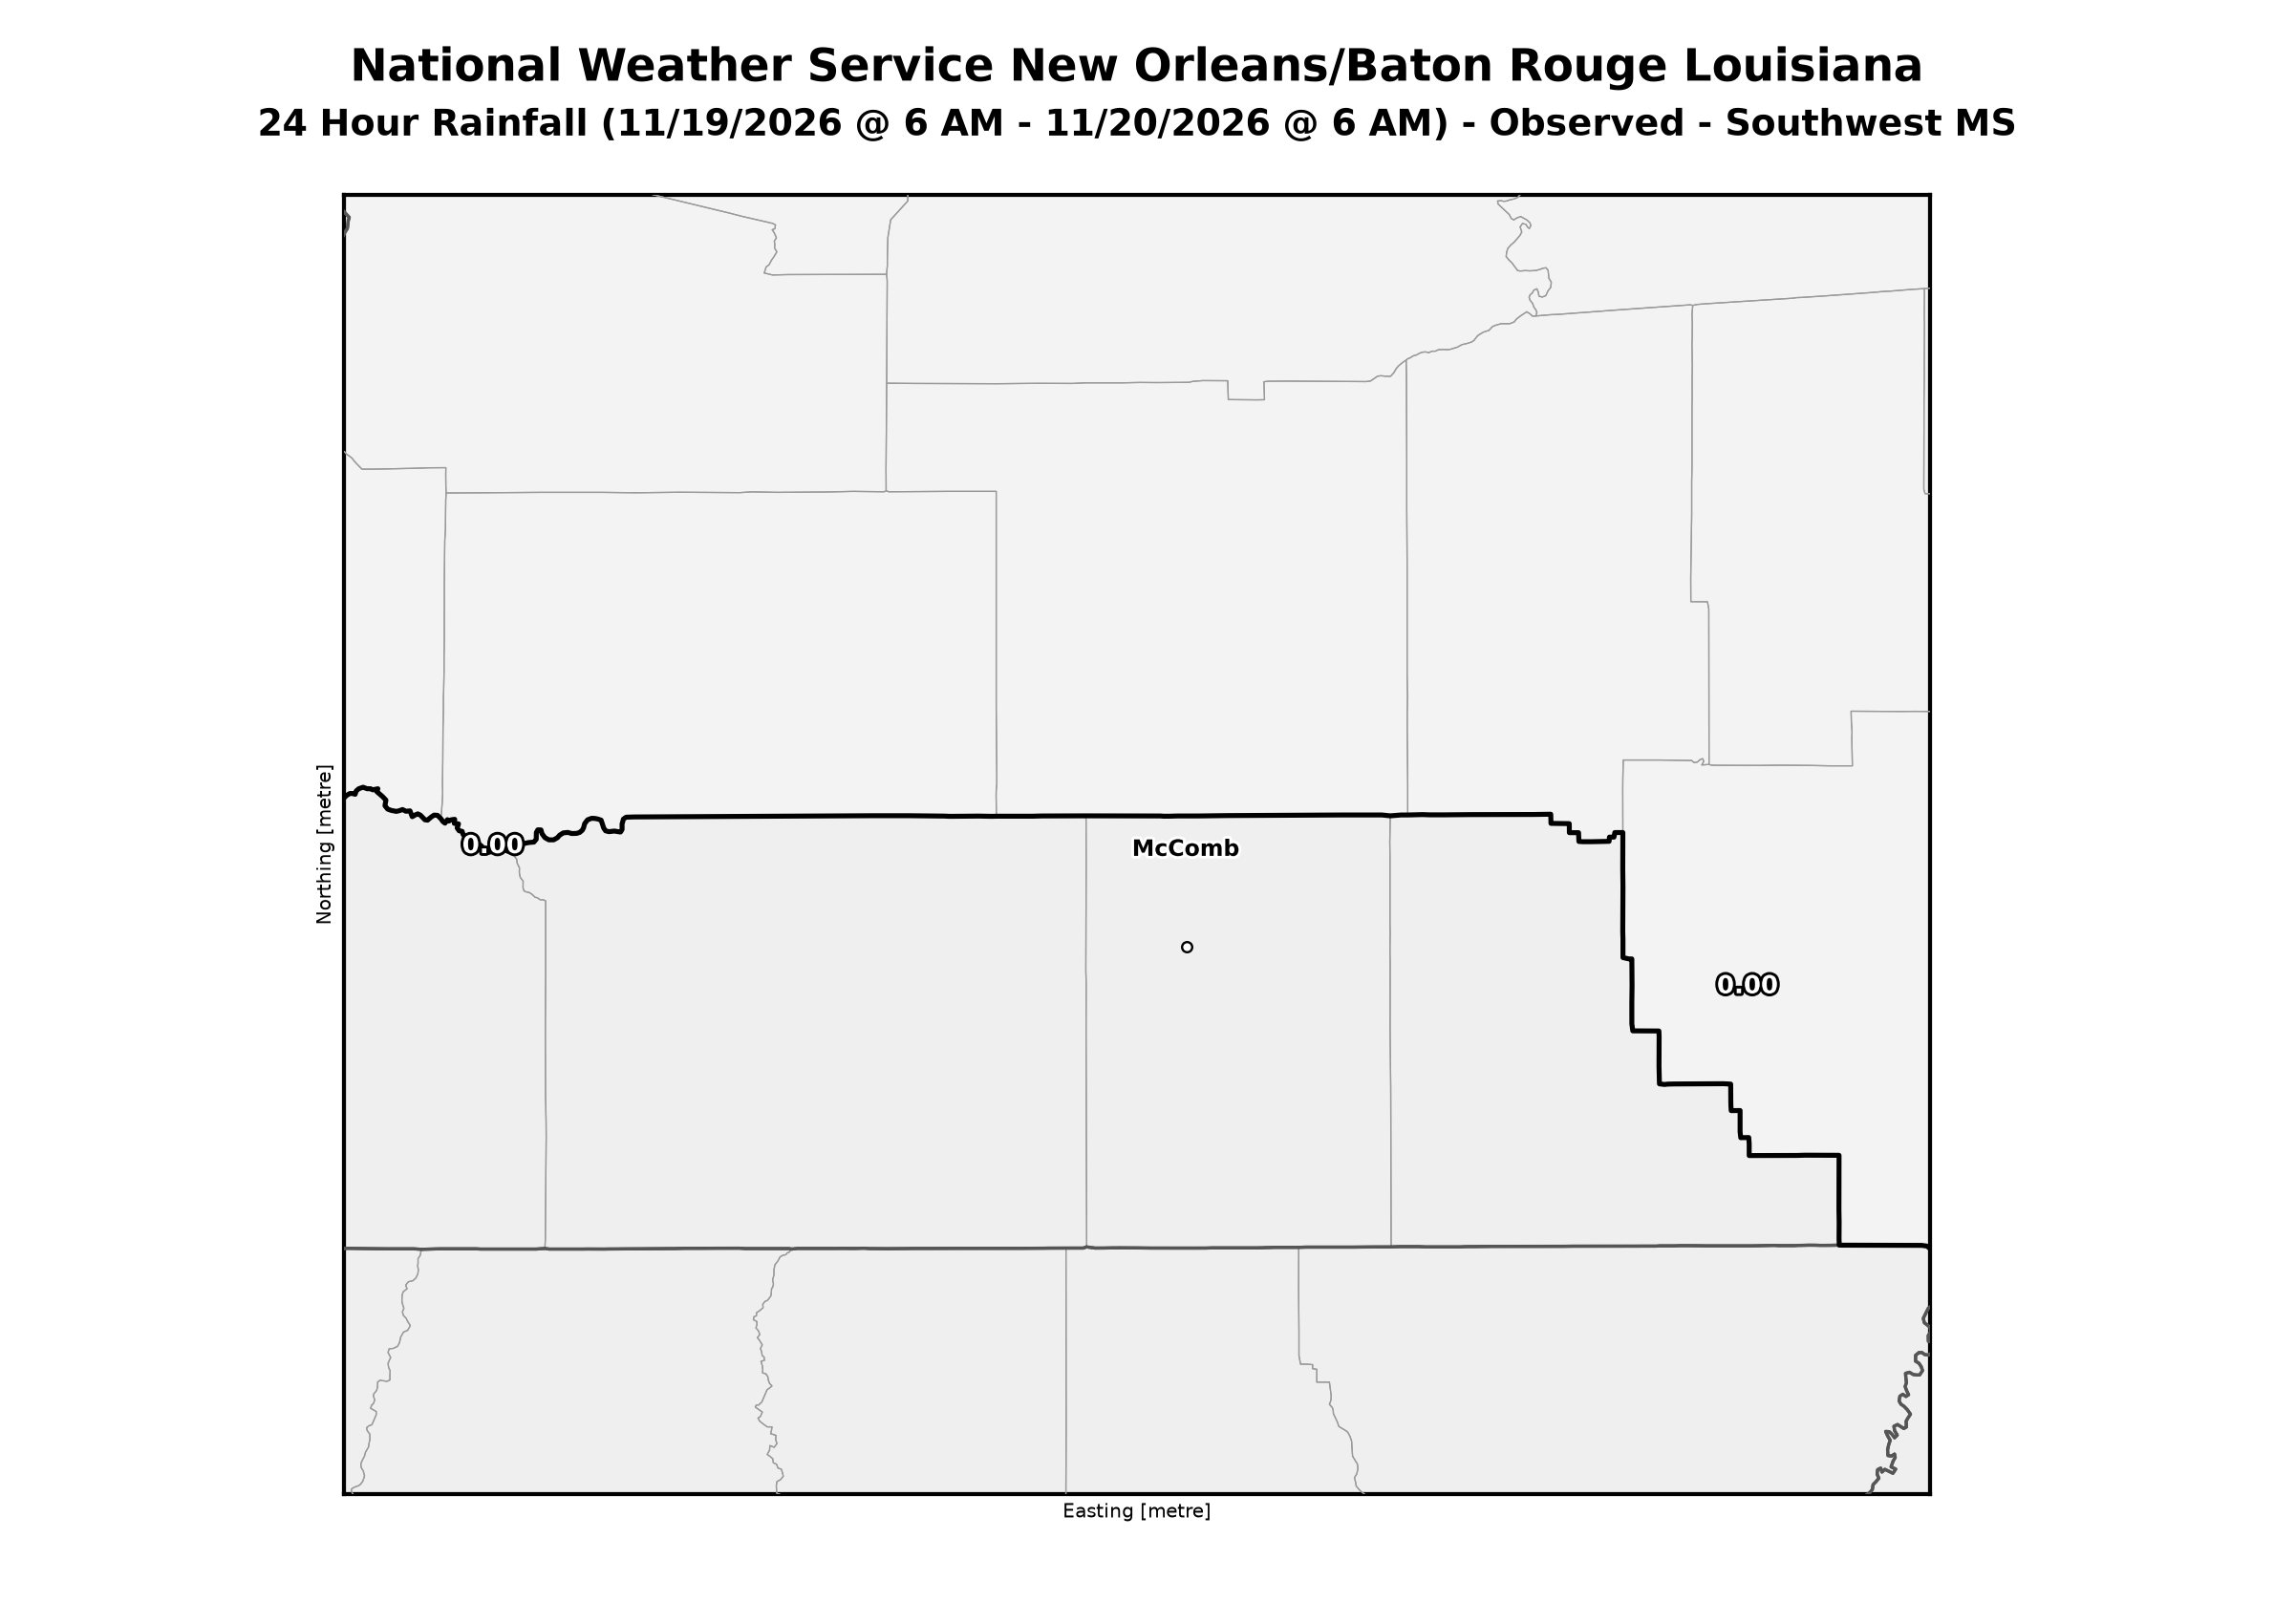 National Weather Service New Orleans/Baton Rouge Louisiana
24 Hour Rainfall (11/19/2026 @ 6 AM - 11/20/2026 @ 6 AM) - Observed - Southwest MS
Northing [metre]
0.00
McComb
0.00
Easting [metre]